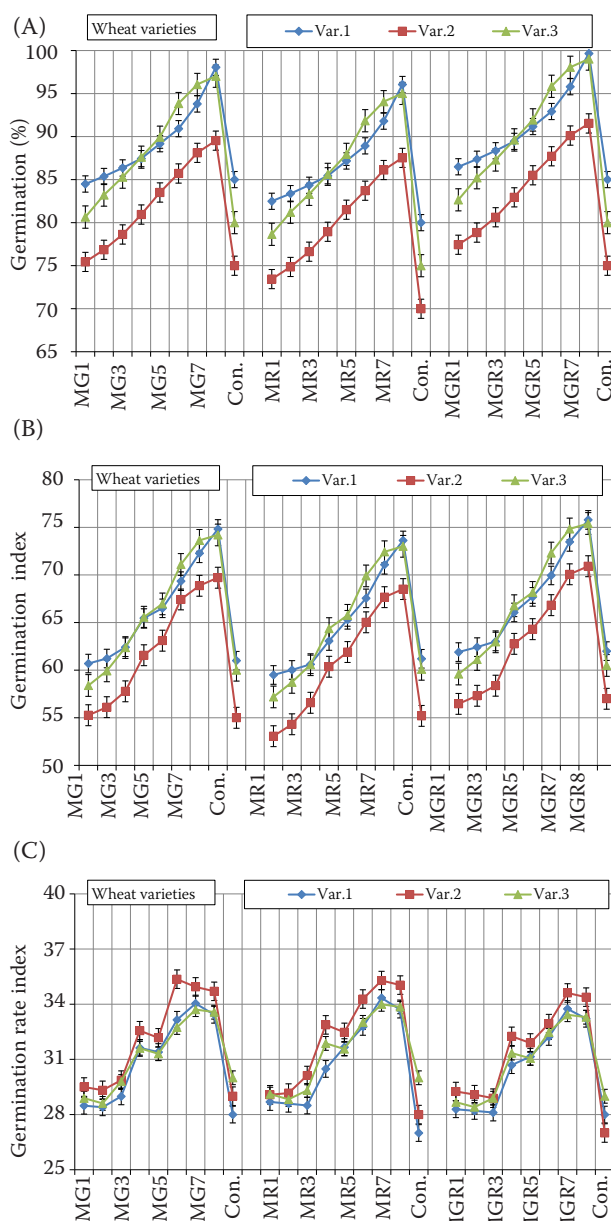 (A)
Wheat varieties
Var.1 Var.2 Var.3
Germination (%)
100
95
90
85
80
75
70
65
MG1 MG3 MG5 MG7 Con. MR1 MR3 MR5 MR7 Con. MGR1 MGR3 MGR5 MGR7 Con.
(B)
Wheat varieties
Var.1 Var.2 Var.3
Germination index
80
75
70
65
60
55
50
MG1 MG3 MG5 MG7 Con. MR1 MR3 MR5 MR7 Con. MGR1 MGR3 MGR5 MGR7 MGR8
(C)
Wheat varieties
Var.1 Var.2 Var.3
Germination rate index
40
37
34
31
28
25
MG1 MG3 MG5 MG7 Con. MR1 MR3 MR5 MR7 Con. IGR1 IGR3 IGR5 IGR7 Con.